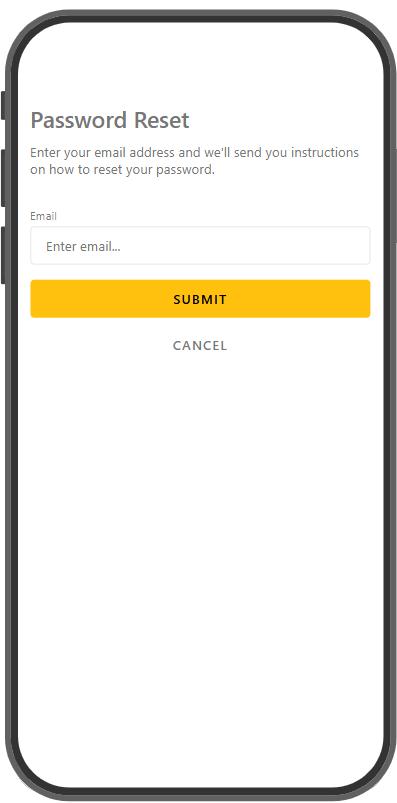 Password Reset
Enter your email address and we'll send you instructions
on how to reset your password.
Email
Enter email...
SUBMIT
CANCEL